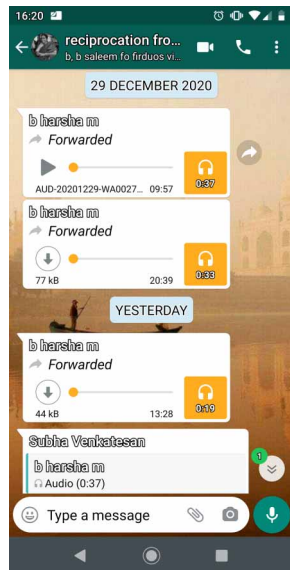 16:20
reciprocation fro...
b, b saleem fo firduos vi...
29 DECEMBER 2020
b harsha m
Forwarded
0:37
AUD-20201229-WA0027... 09:57
b harsha m
Forwarded
0:33
77 kB 20:39
YESTERDAY
b harsha m
Forwarded
0:19
44 kB 13:28
Subha Venkatesan
b harsha m
Audio (0:37)
1
Type a message